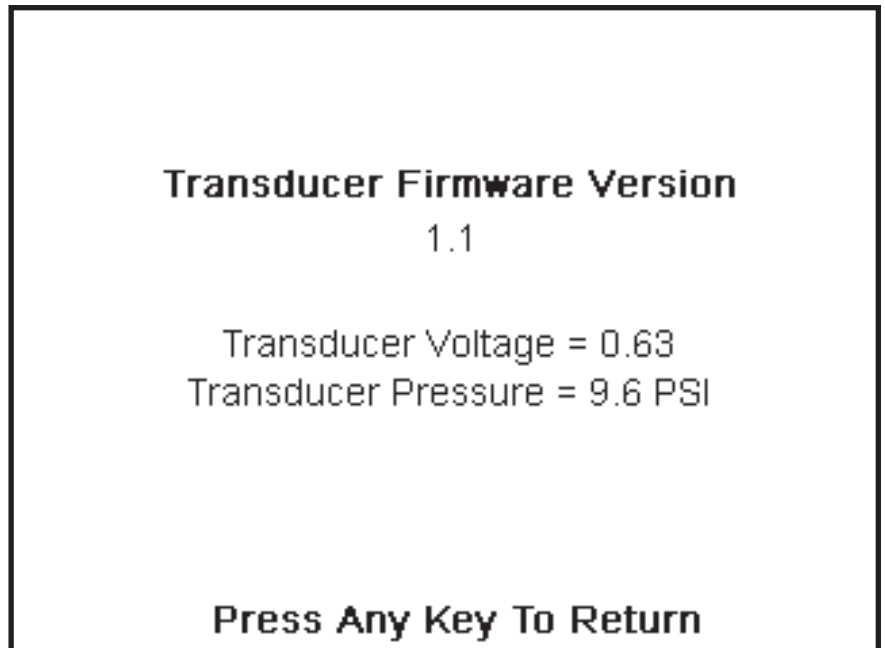 Transducer Firmware Version
1.1
Transducer Voltage = 0.63
Transducer Pressure = 9.6 PSI
Press Any Key To Return